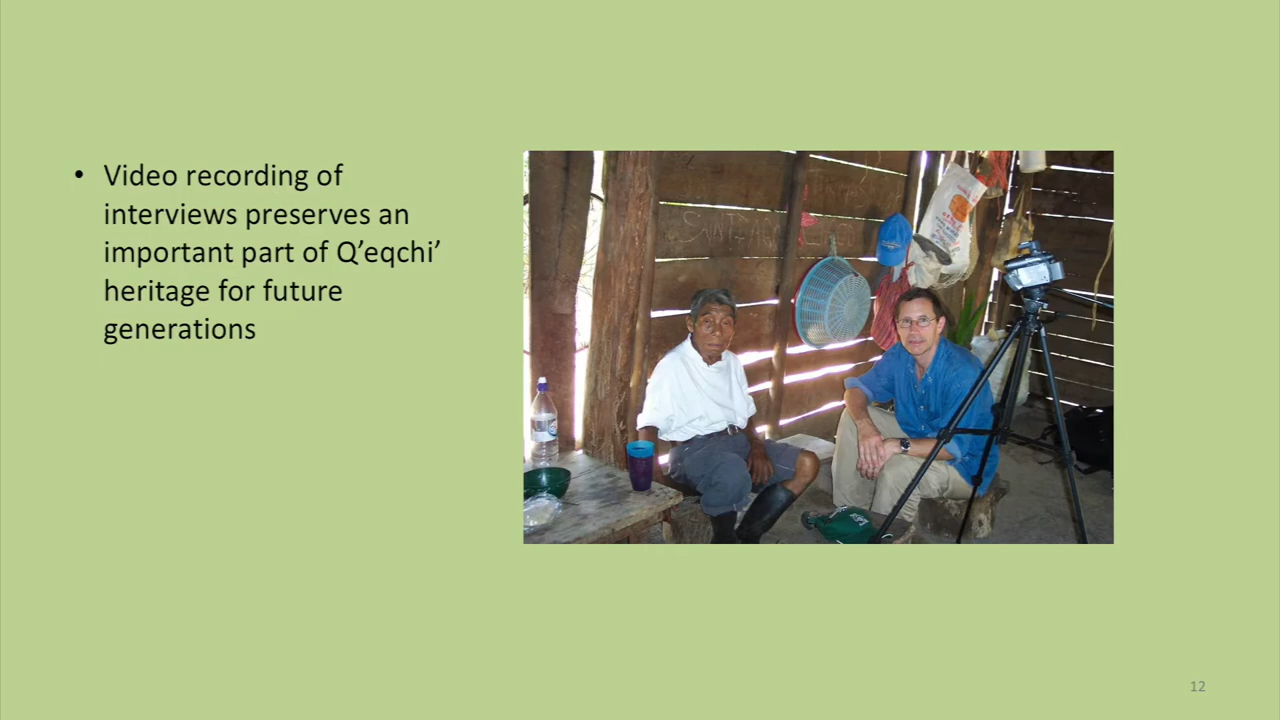 • Video recording of
interviews preserves an
important part of Q’eqchi’
heritage for future
generations
12